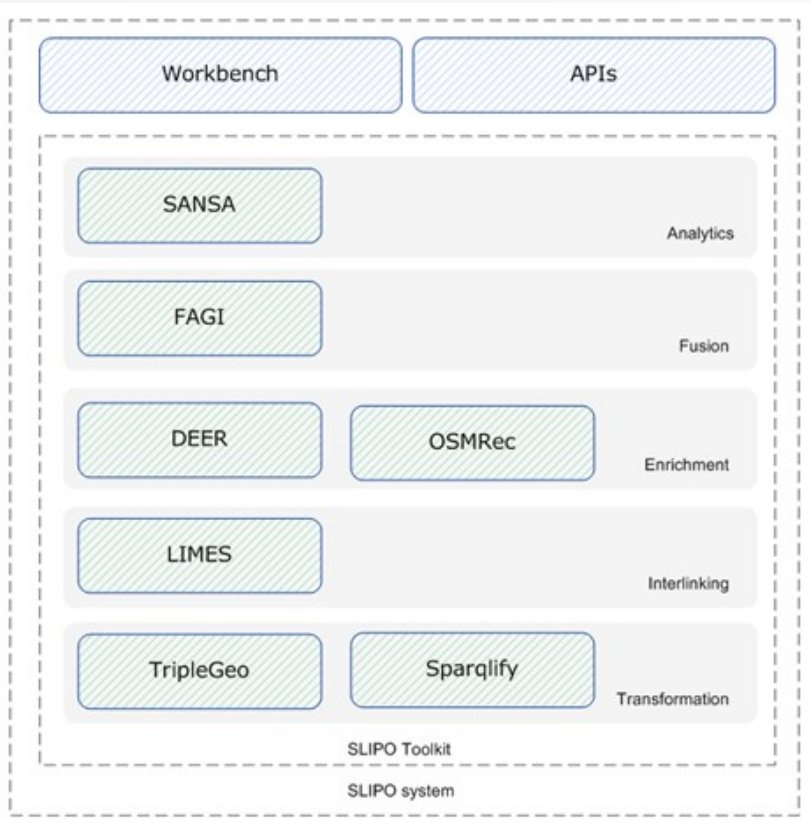 Workbench
APIs
SANSA
Analytics
FAGI
Fusion
DEER
OSMRec
Enrichment
LIMES
Interlinking
TripleGeo
Sparqlify
Transformation
SLIPO Toolkit
SLIPO system